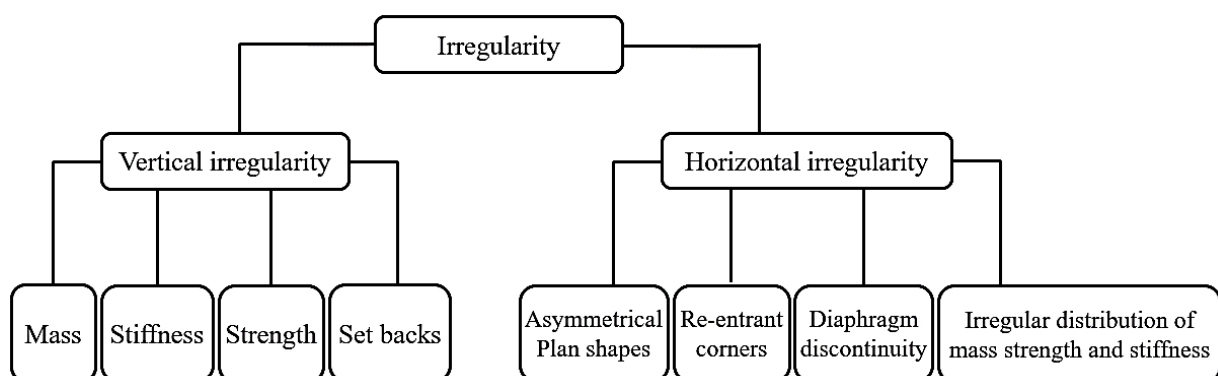 Irregularity
Vertical irregularity
Horizontal irregularity
Mass
Stiffness
Strength
Set backs
Asymmetrical
Plan shapes
Re-entrant
corners
Diaphragm
discontinuity
Irregular distribution of
mass strength and stiffness